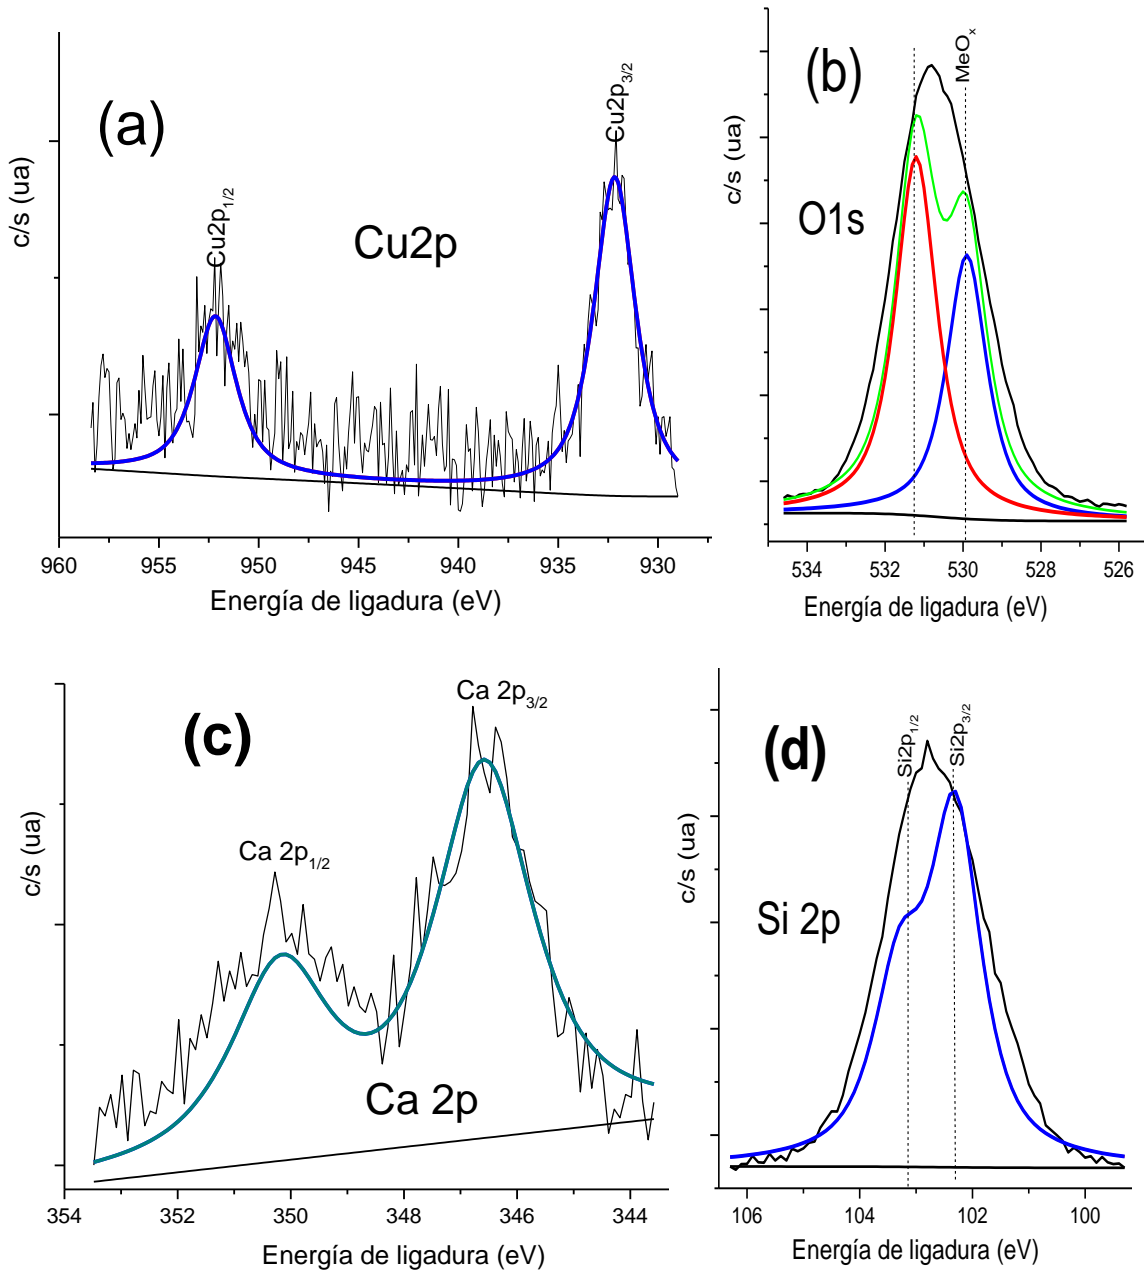 (a)
Cu2p
Cu2p1/2
Cu2p3/2
c/s (ua)
960 955 950 945 940 935 930
Energía de ligadura (eV)
(b)
O1s
MeOx
c/s (ua)
534 532 530 528 526
Energía de ligadura (eV)
(c)
Ca 2p3/2
Ca 2p1/2
Ca 2p
c/s (ua)
354 352 350 348 346 344
Energía de ligadura (eV)
(d)
Si2p1/2
Si2p3/2
Si 2p
c/s (ua)
106 104 102 100
Energía de ligadura (eV)